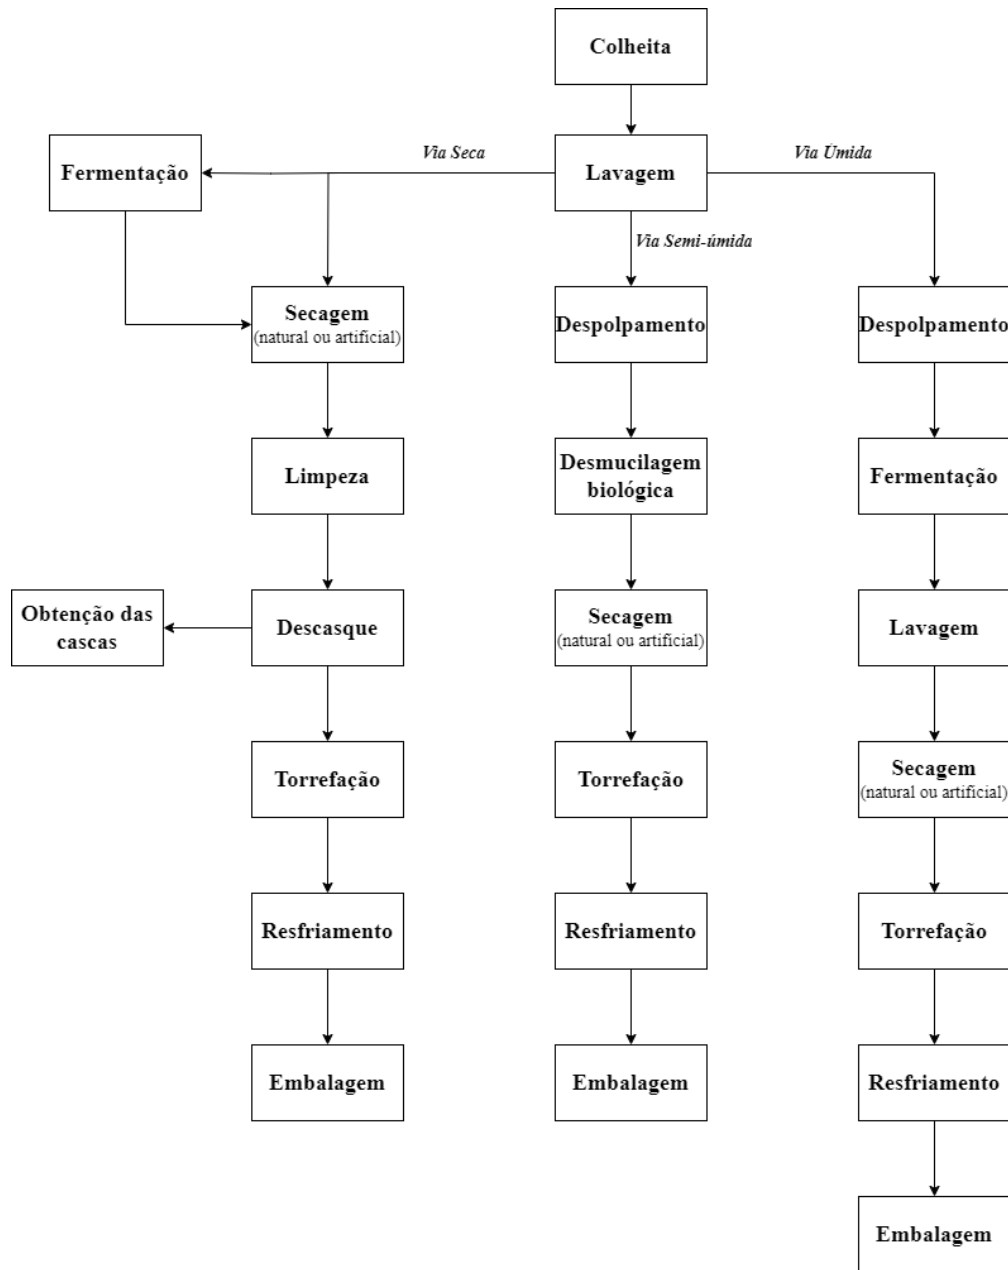 Colheita
Via Seca
Via Úmida
Fermentação
Lavagem
Via Semi-úmida
Secagem
(natural ou artificial)
Despolpamento
Despolpamento
Limpeza
Desmucilagem
biológica
Fermentação
Obtenção das
cascas
Descasque
Secagem
(natural ou artificial)
Lavagem
Torrefação
Torrefação
Secagem
(natural ou artificial)
Resfriamento
Resfriamento
Torrefação
Embalagem
Embalagem
Resfriamento
Embalagem